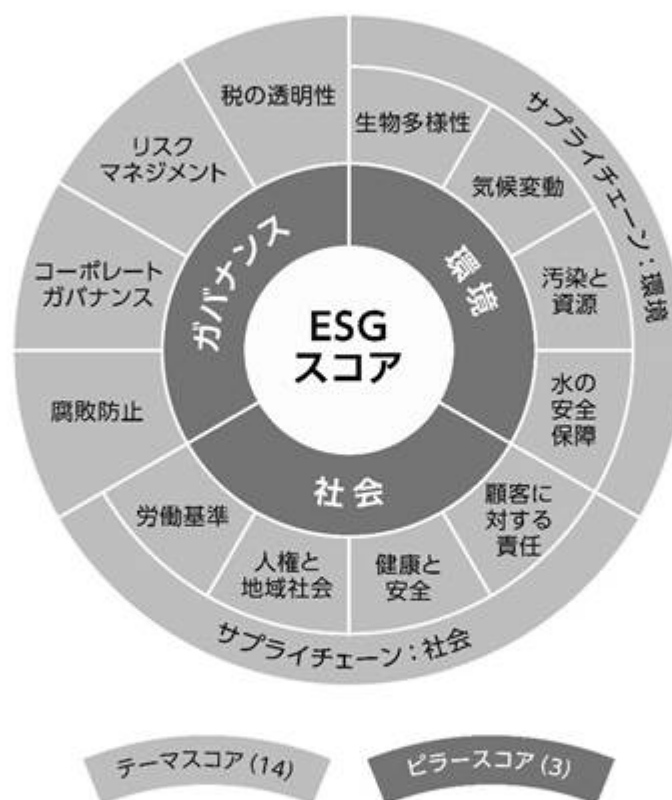 税の透明性
リスク
マネジメント
コーポレート
ガバナンス
腐敗防止
ガバナンス
ESG
スコア
環境
社会
生物多様性
気候変動
汚染と
資源
水の
安全
保障
サプライチェーン：環境
顧客に
対する
責任
健康と
安全
人権と
地域社会
労働基準
サプライチェーン：社会
テーマスコア（14）
ピラースコア（3）